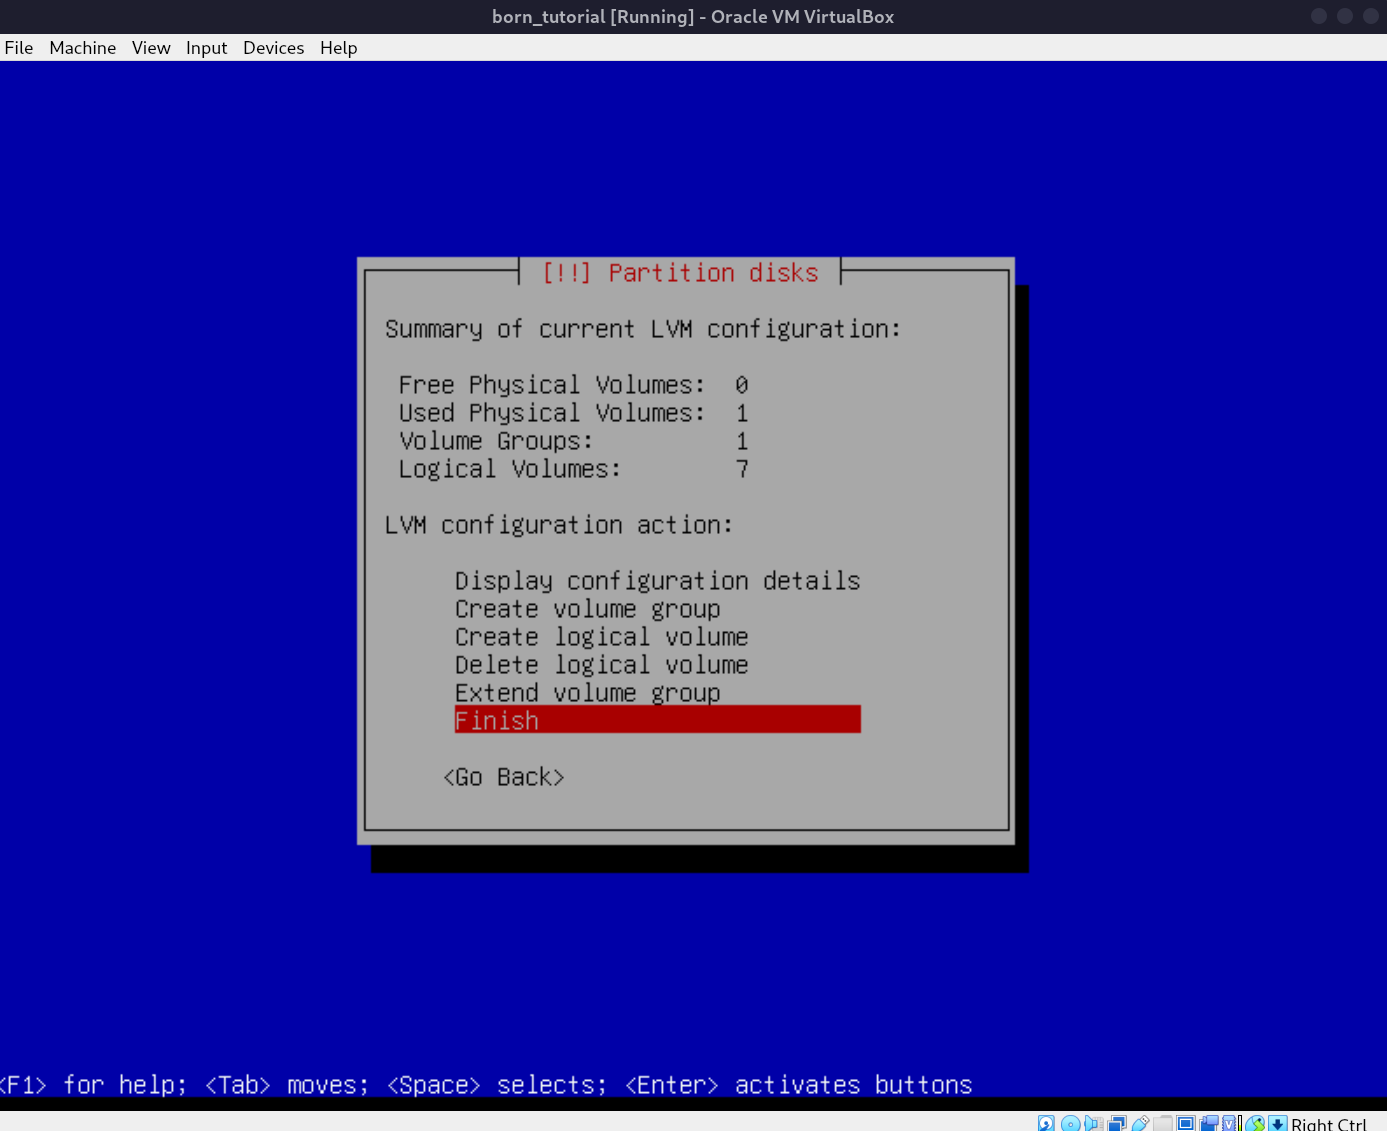 born_tutorial [Running] - Oracle VM VirtualBox
File Machine View Input Devices Help
[!!] Partition disks
Summary of current LVM configuration:
Free Physical Volumes: 0
Used Physical Volumes: 1
Volume Groups: 1
Logical Volumes: 7
LVM configuration action:
Display configuration details
Create volume group
Create logical volume
Delete logical volume
Extend volume group
Finish
<Go Back>
<F1> for help; <Tab> moves; <Space> selects; <Enter> activates buttons
Right Ctrl